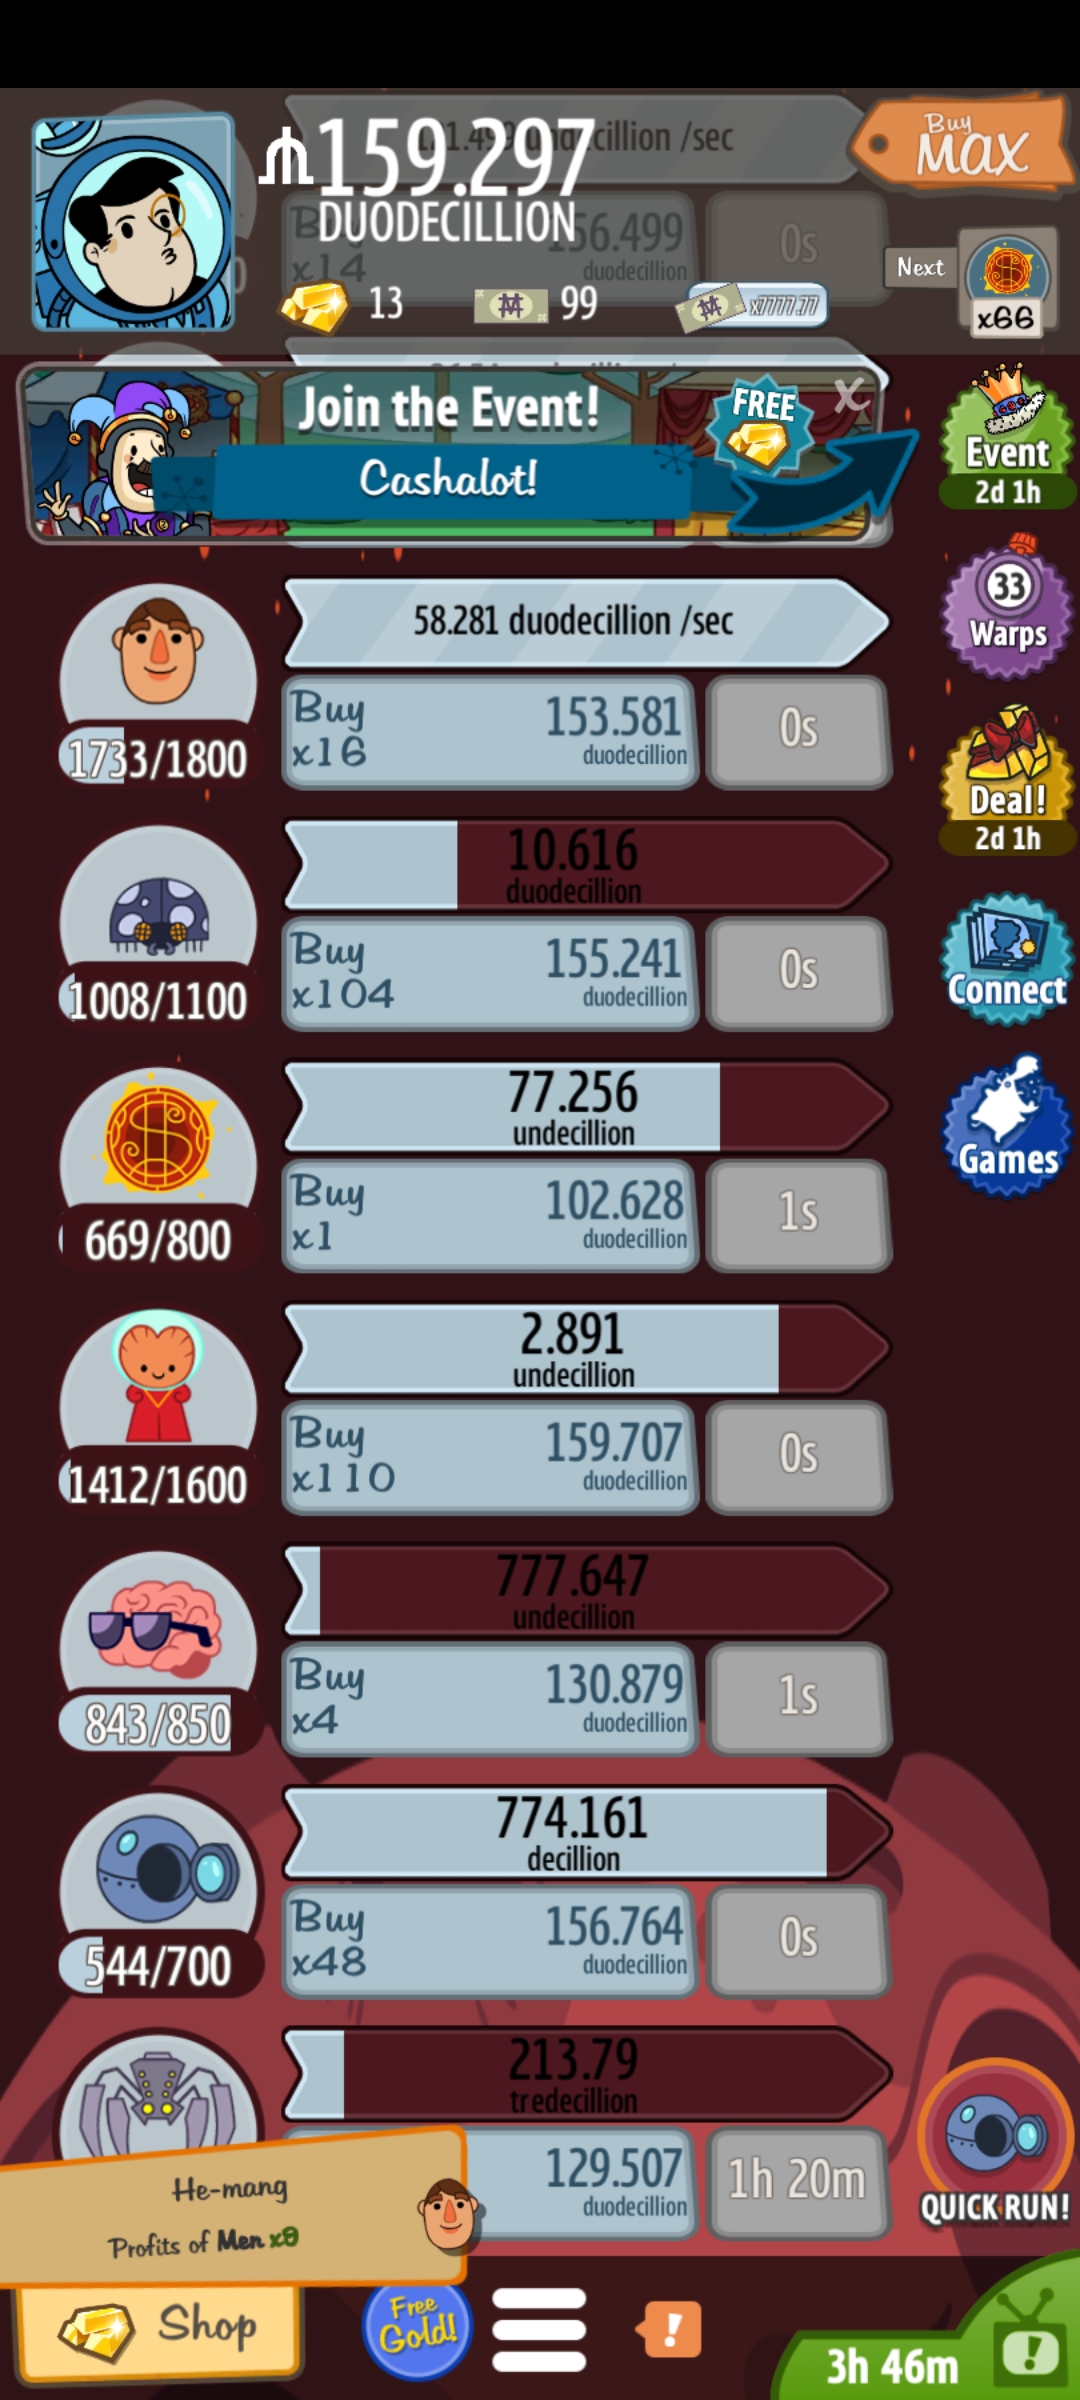 159.297
DUODECILLION
Buy
MAX
undecillion /sec
Buy
x14
156.499
duodecillion
0s
13
99
x7777.77
Next
x66
Join the Event!
Cashalot!
FREE
X
Event
2d 1h
58.281 duodecillion /sec
Buy
x16
153.581
duodecillion
0s
1733/1800
33
Warps
10.616
duodecillion
Buy
x104
155.241
duodecillion
0s
1008/1100
Deal!
2d 1h
Connect
77.256
undecillion
Buy
x1
102.628
duodecillion
1s
669/800
Games
2.891
undecillion
Buy
x110
159.707
duodecillion
0s
1412/1600
777.647
undecillion
Buy
x4
130.879
duodecillion
1s
843/850
774.161
decillion
Buy
x48
156.764
duodecillion
0s
544/700
213.79
tredecillion
129.507
duodecillion
1h 20m
QUICK RUN!
He-mang
Profits of Men x9
Shop
Free
Gold!
!
3h 46m
!